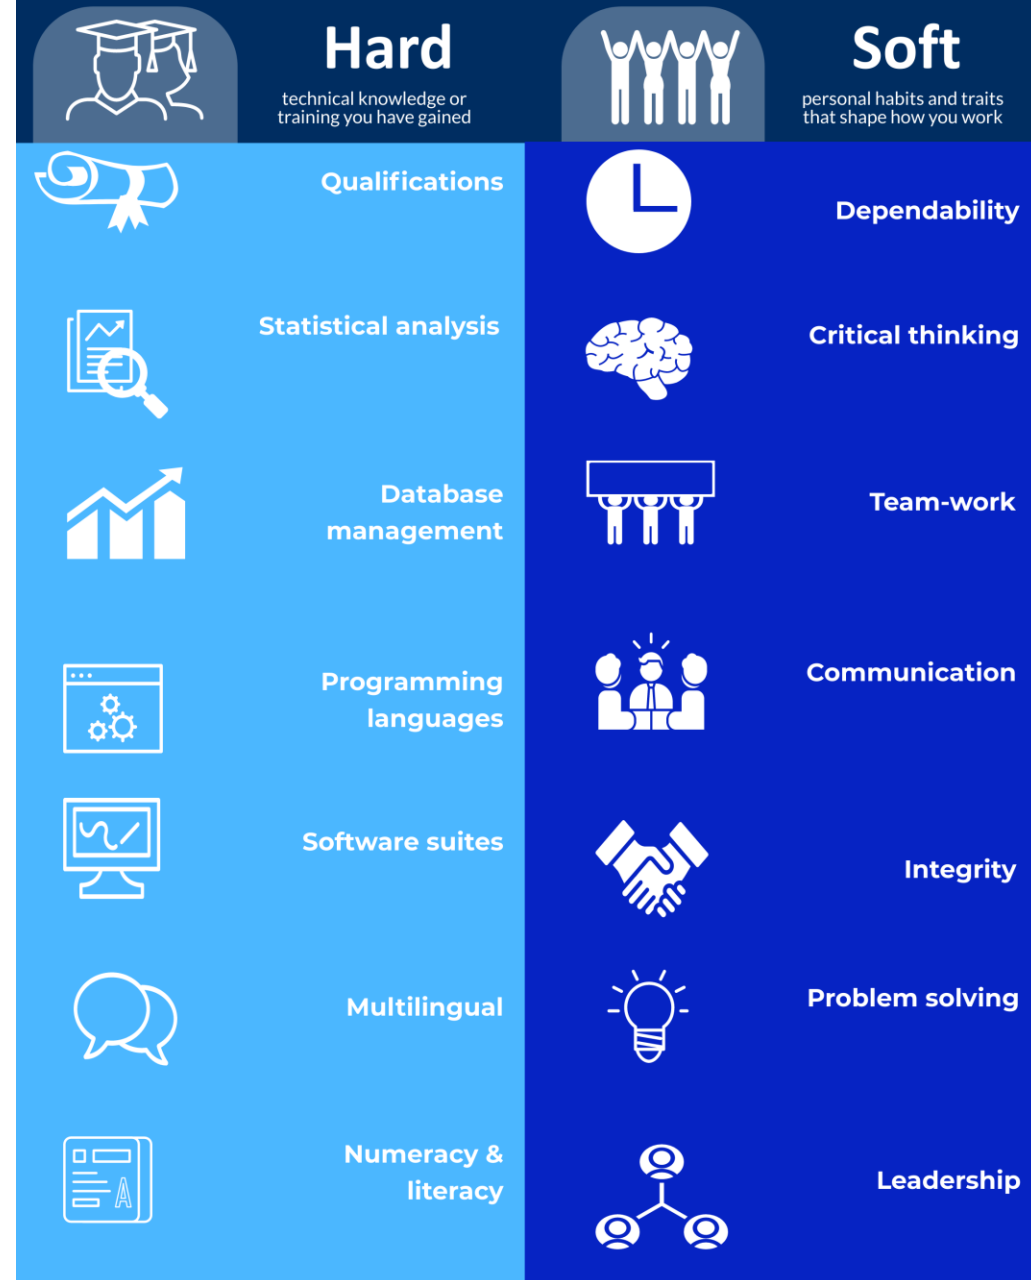 Hard
technical knowledge or
training you have gained
Qualifications
Statistical analysis
Database
management
Programming
languages
Software suites
Multilingual
Numeracy &
literacy
A
Soft
personal habits and traits
that shape how you work
Dependability
Critical thinking
Team-work
Communication
Integrity
Problem solving
Leadership